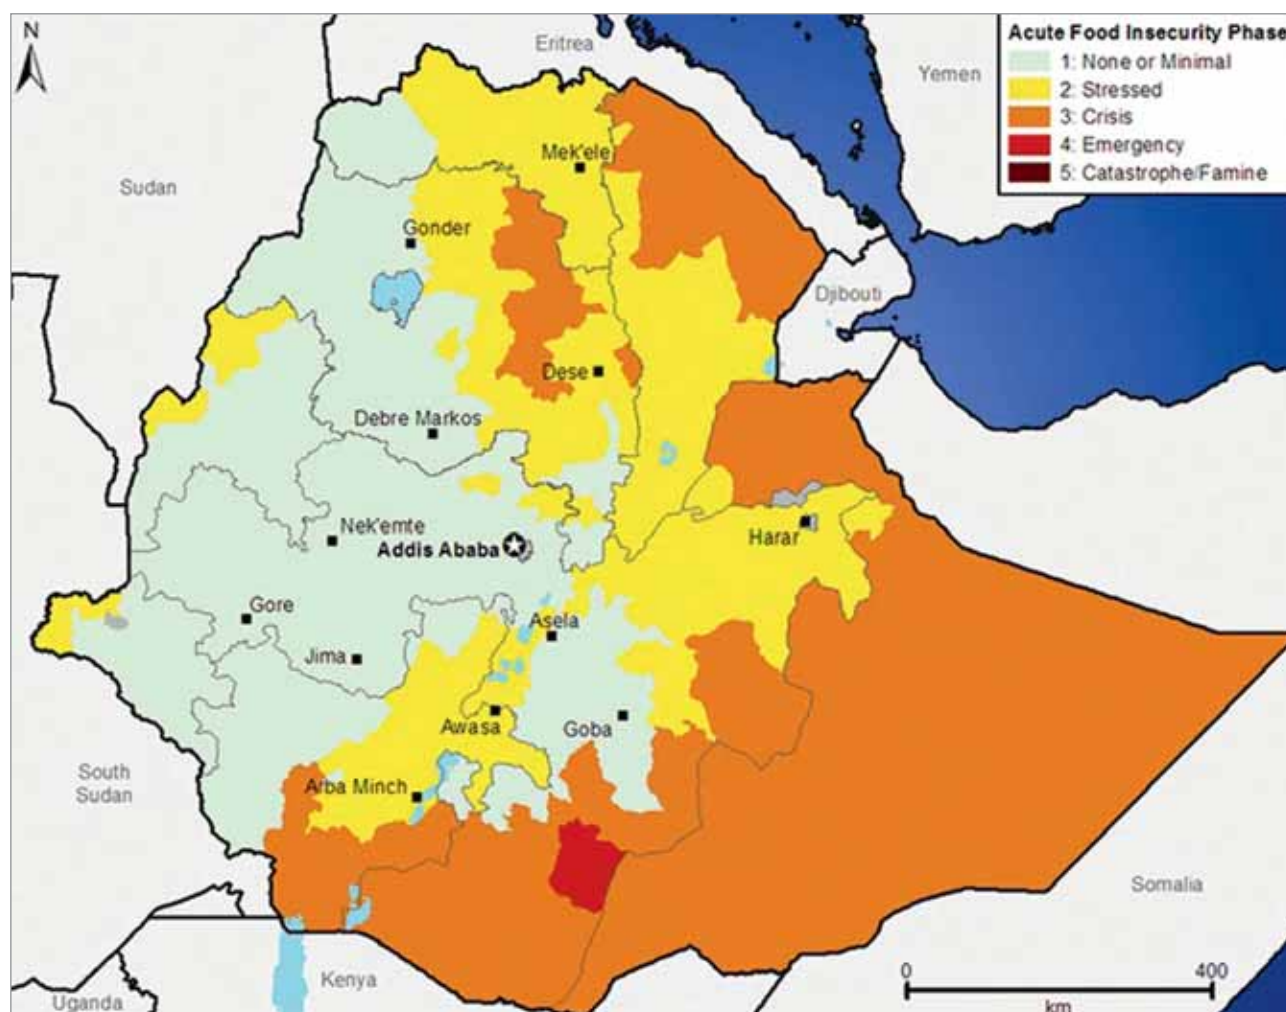 N
Eritrea
Yemen
Acute Food Insecurity Phase
1: None or Minimal
2: Stressed
3: Crisis
4: Emergency
5: Catastrophe/Famine
Sudan
Mek'ele
Gonder
Djibouti
Dese
Debre Markos
Nek'emte
Addis Ababa
Harar
Gore
Asela
Jima
Awasa
Goba
South
Sudan
Arba Minch
Somalia
Kenya
Uganda
0 400
km